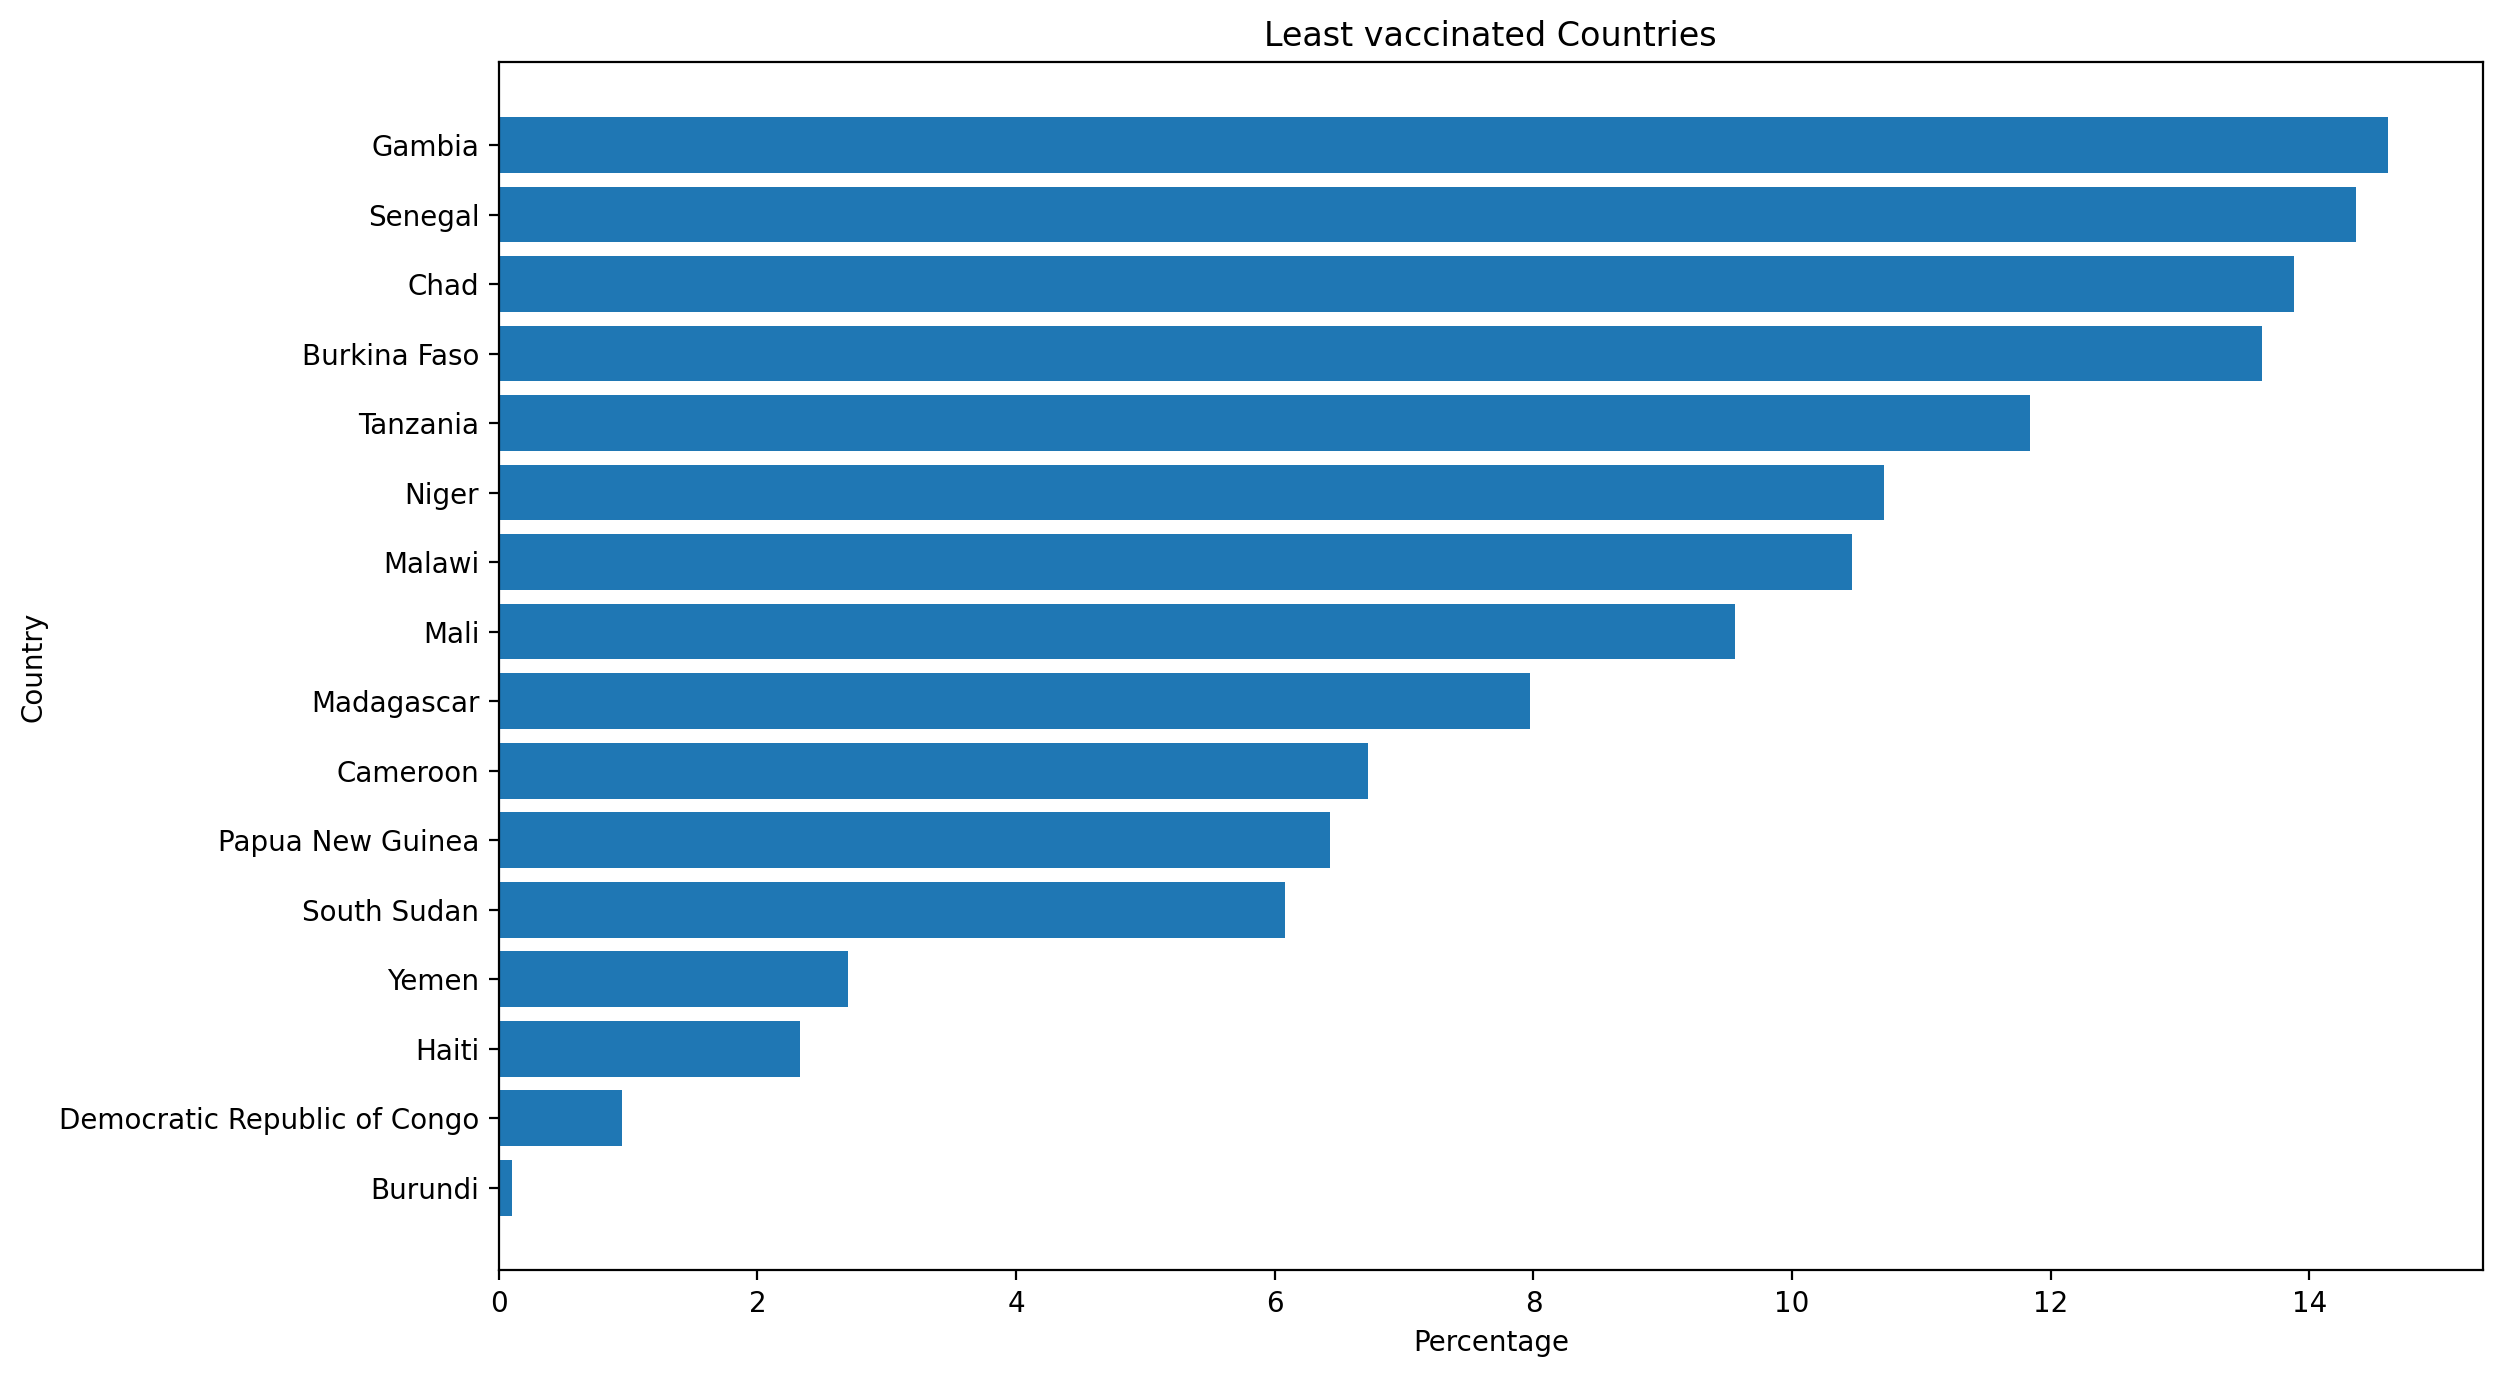 Least vaccinated Countries
Country
Gambia
Senegal
Chad
Burkina Faso
Tanzania
Niger
Malawi
Mali
Madagascar
Cameroon
Papua New Guinea
South Sudan
Yemen
Haiti
Democratic Republic of Congo
Burundi
0 2 4 6 8 10 12 14
Percentage